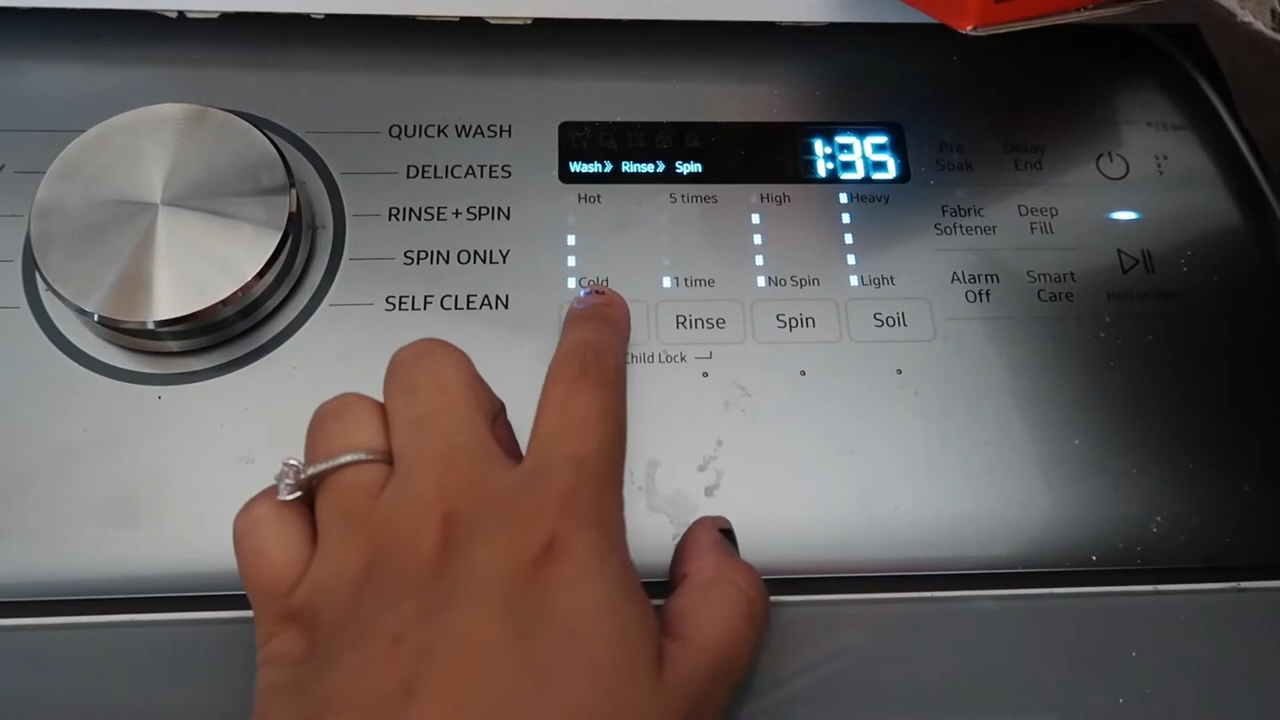 QUICK WASH
DELICATES
RINSE + SPIN
SPIN ONLY
SELF CLEAN
Wash» Rinse» Spin
1:35
Hot 5 times High Heavy
Cold 1 time No Spin Light
Rinse Spin Soil
Child Lock
Pre Soak
Delay End
Fabric Softener
Deep Fill
Alarm Off
Smart Care